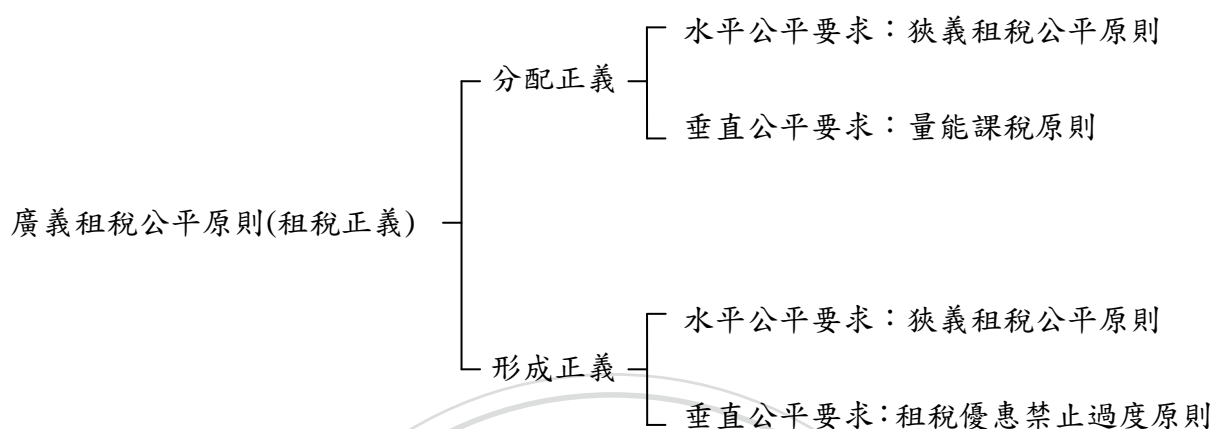 水平公平要求：狹義租稅公平原則
分配正義
垂直公平要求：量能課稅原則
廣義租稅公平原則(租稅正義)
水平公平要求：狹義租稅公平原則
形成正義
垂直公平要求：租稅優惠禁止過度原則